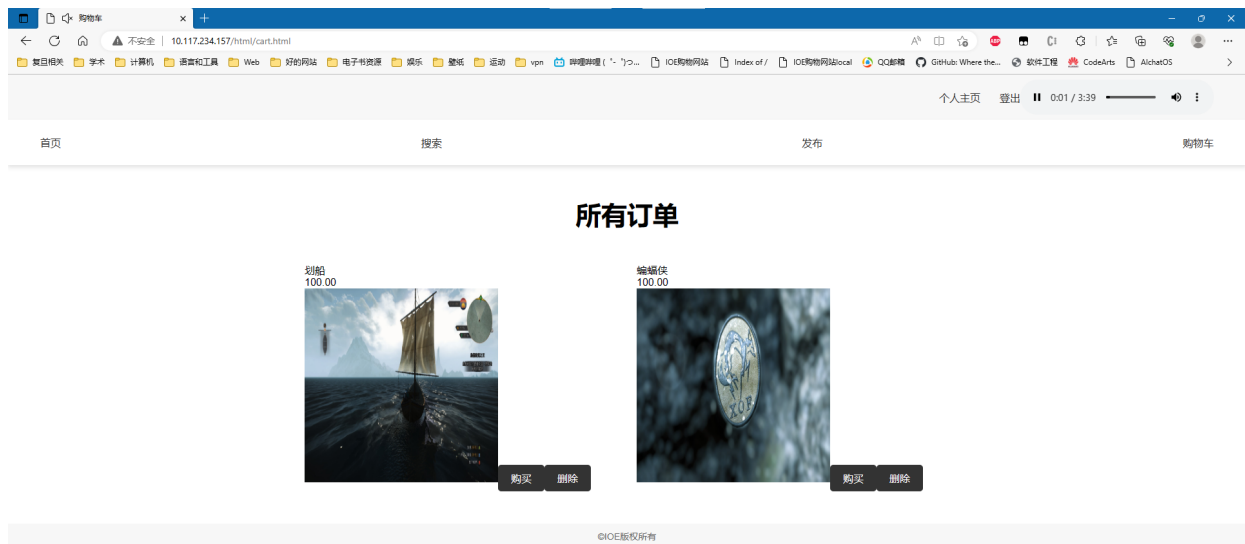 购物车
不安全 10.117.234.157/html/cart.html
复旦相关 学术 计算机 语言和工具 Web 好的网站 电子书资源 娱乐 壁纸 运动 vpn 哔哩哔哩 ( ゜- ゜)つ... IOE购物网站 Index of / IOE购物网站local QQ邮箱 GitHub: Where the... 软件工程 CodeArts AIchatOS
个人主页 登出 0:01 / 3:39
首页 搜索 发布 购物车
所有订单
划船
100.00
购买 删除
蝙蝠侠
100.00
XOR
购买 删除
©IOE版权所有